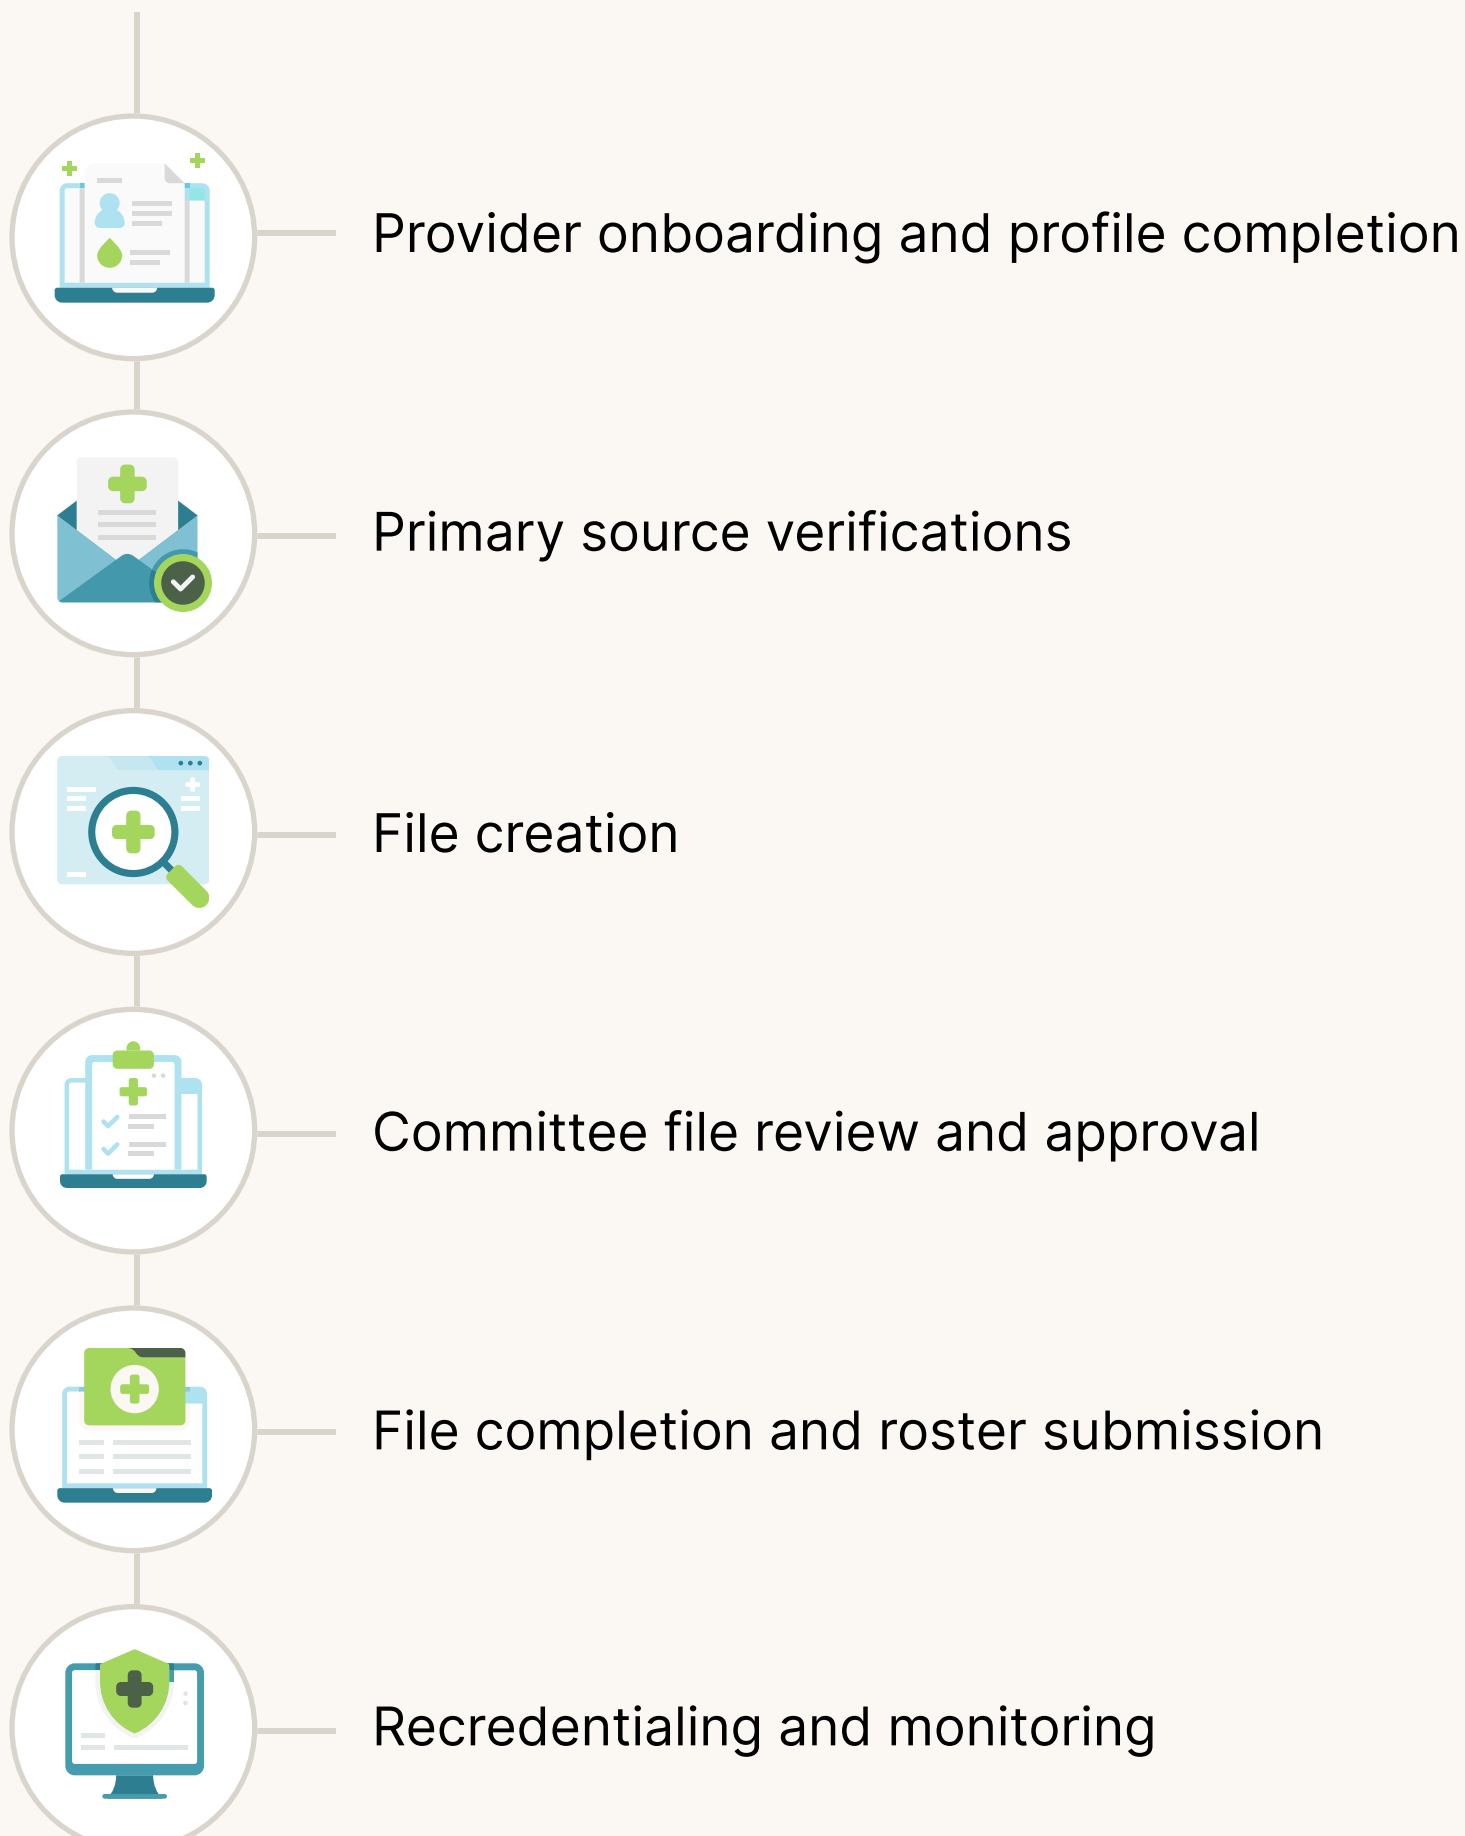 Provider onboarding and profile completion
Primary source verifications
File creation
Committee file review and approval
File completion and roster submission
Recredentialing and monitoring